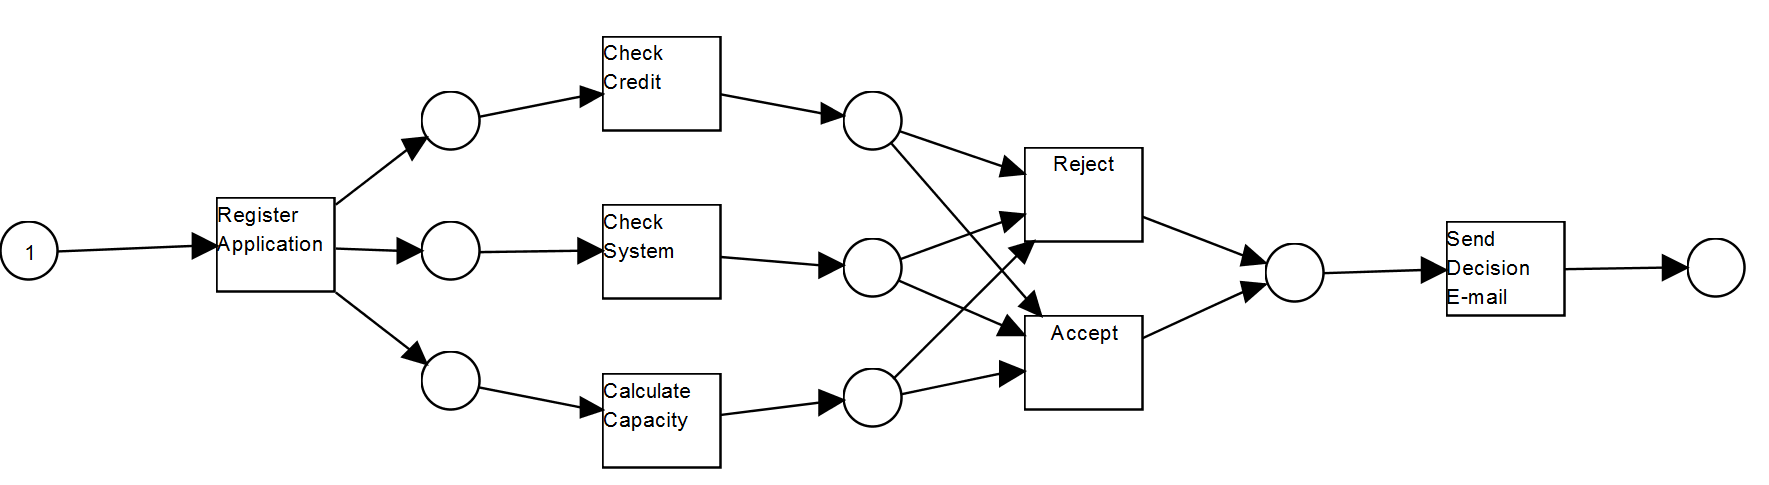 1
Register
Application
Check
Credit
Check
System
Calculate
Capacity
Reject
Accept
Send
Decision
E-mail